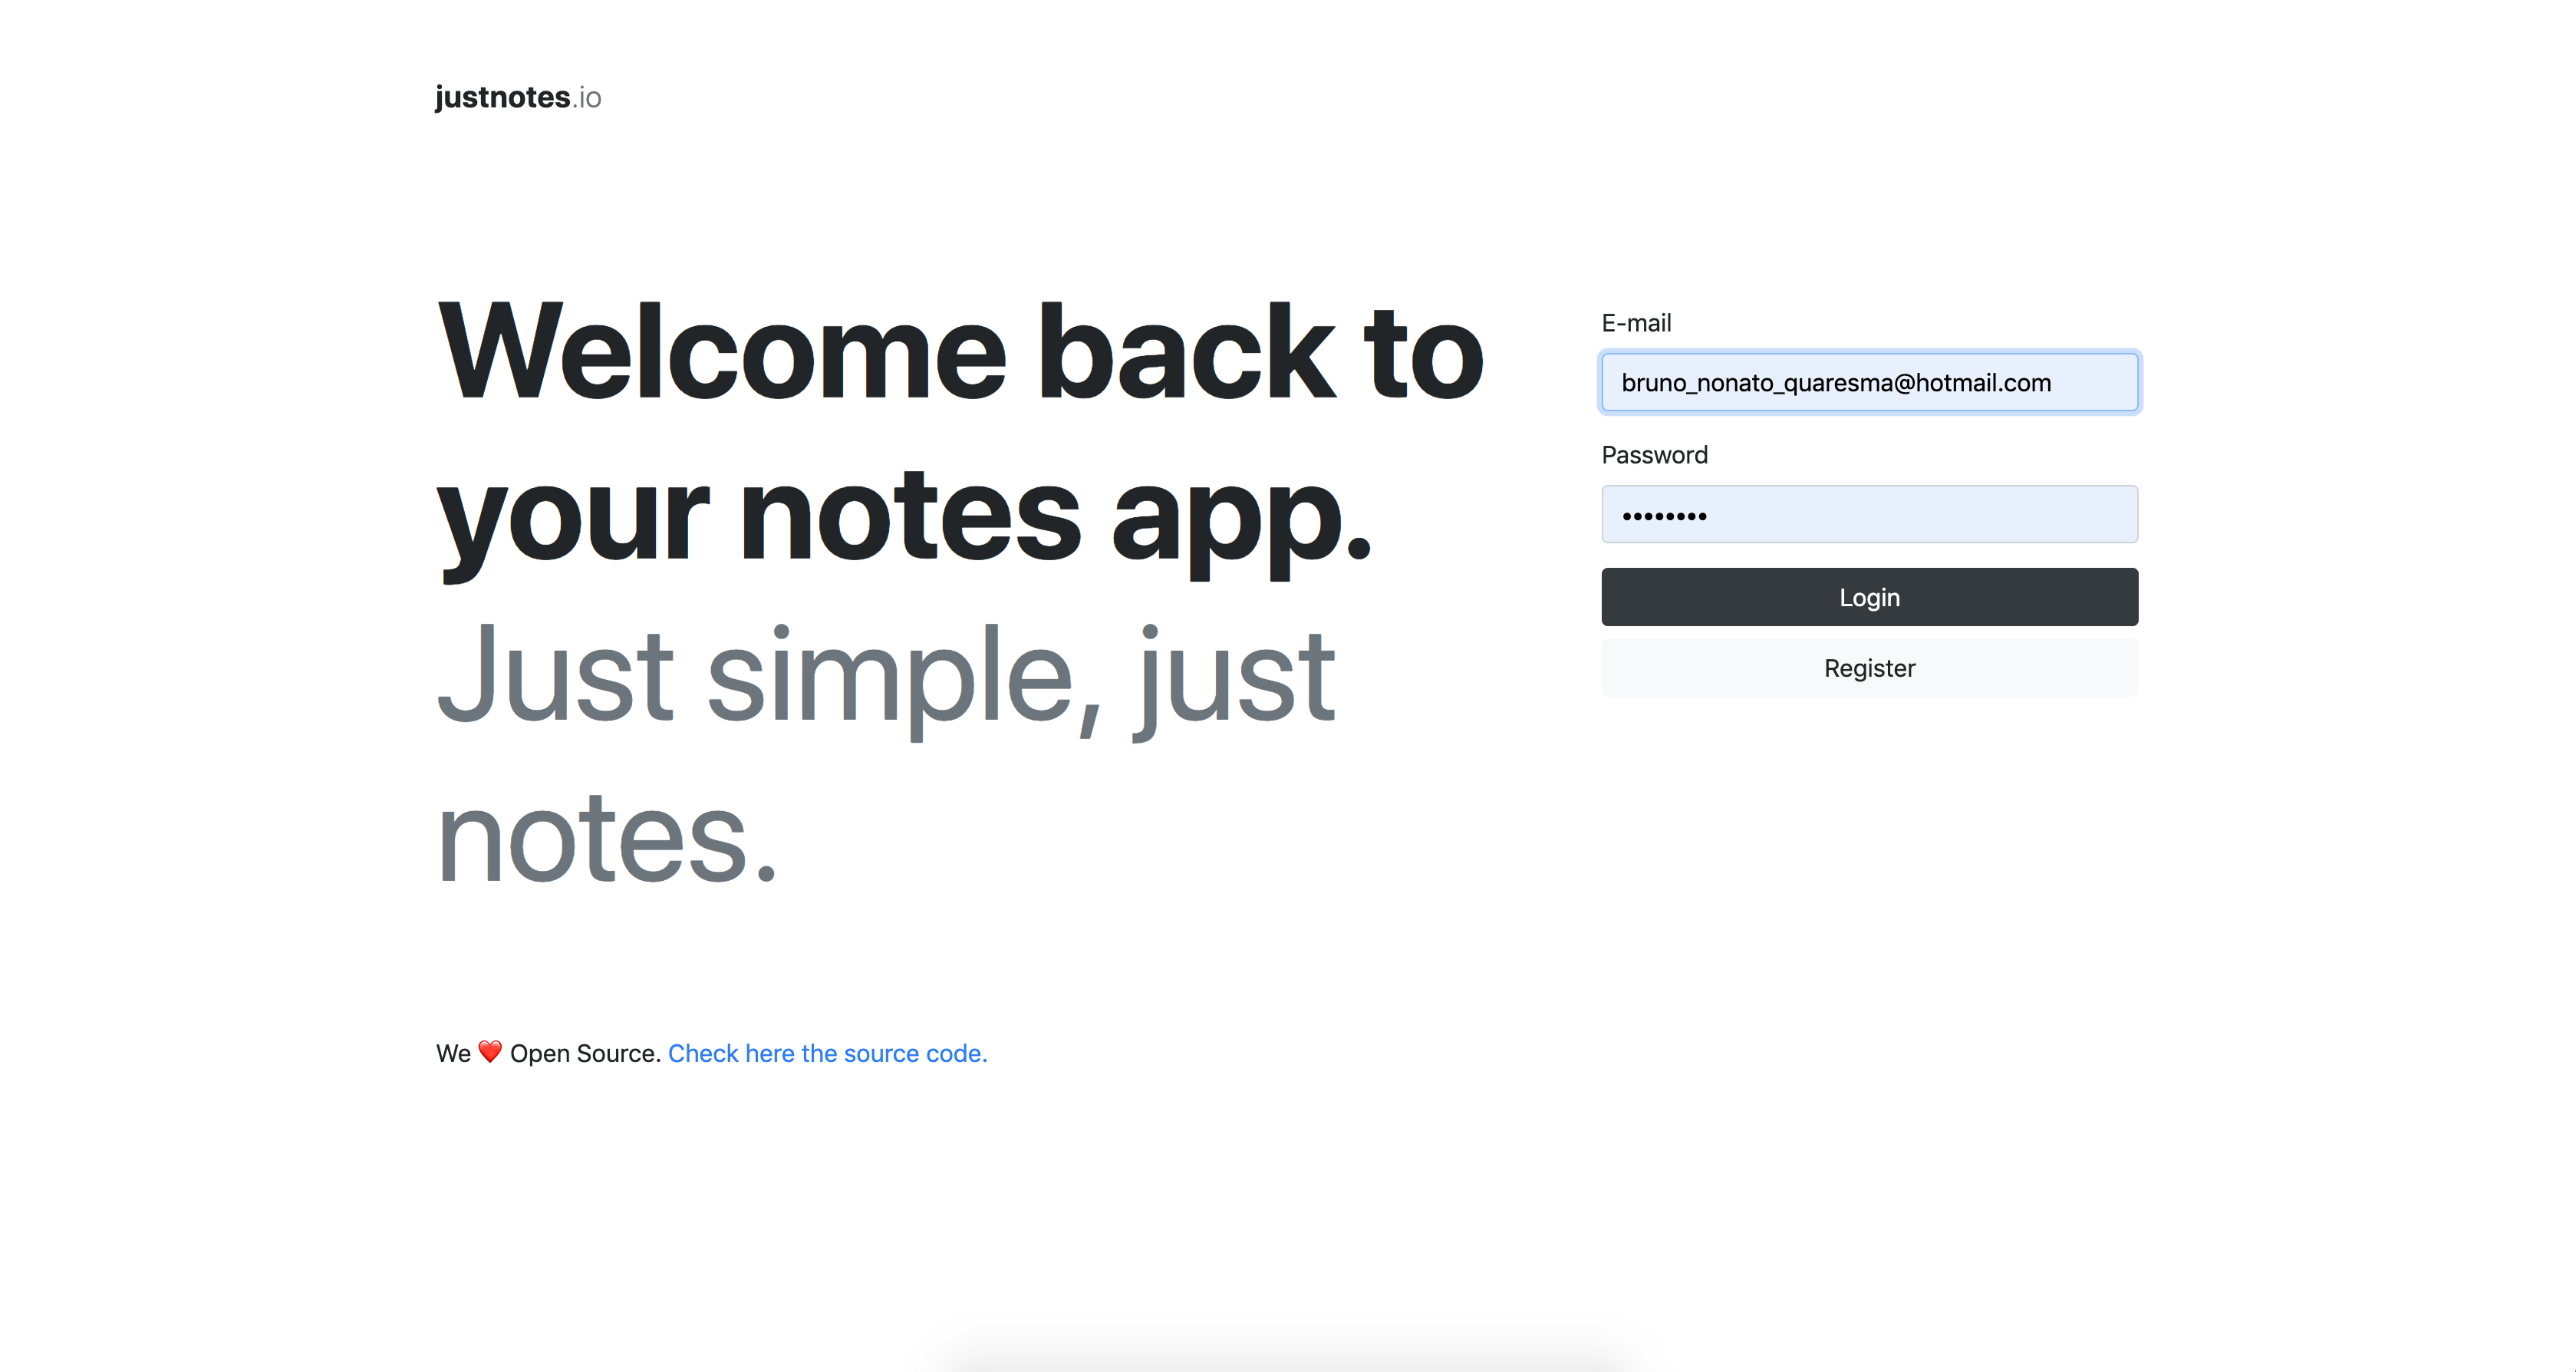 justnotes.io
Welcome back to
your notes app.
Just simple, just
notes.
E-mail
bruno_nonato_quaresma@hotmail.com
Password
••••••••
Login
Register
We ❤️ Open Source. Check here the source code.